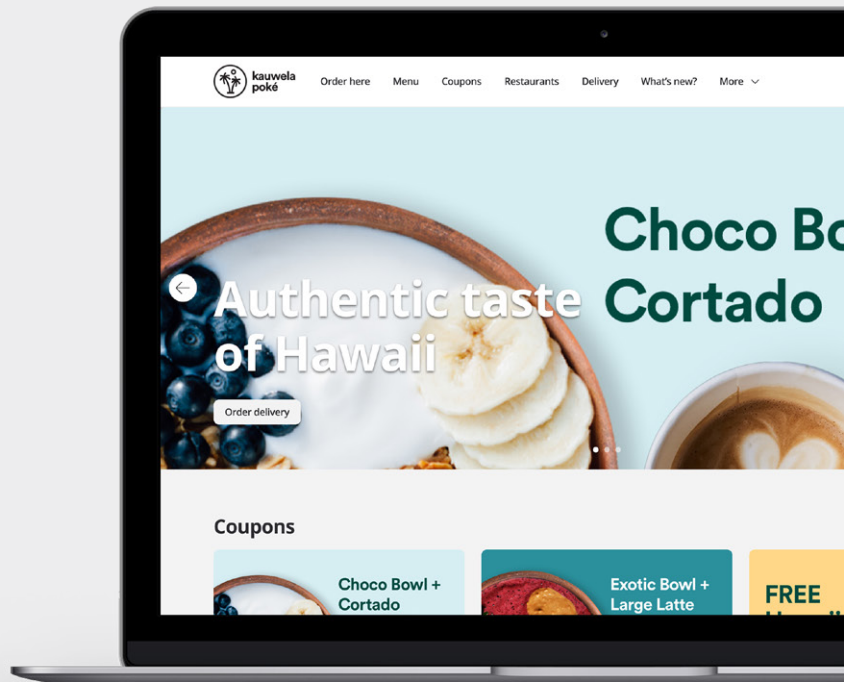 kauwela
poké
Order here Menu Coupons Restaurants Delivery What's new? More
Choco
Cortado
Authentic taste
of Hawaii
Order delivery
Coupons
Choco Bowl +
Cortado
Exotic Bowl +
Large Latte
FREE